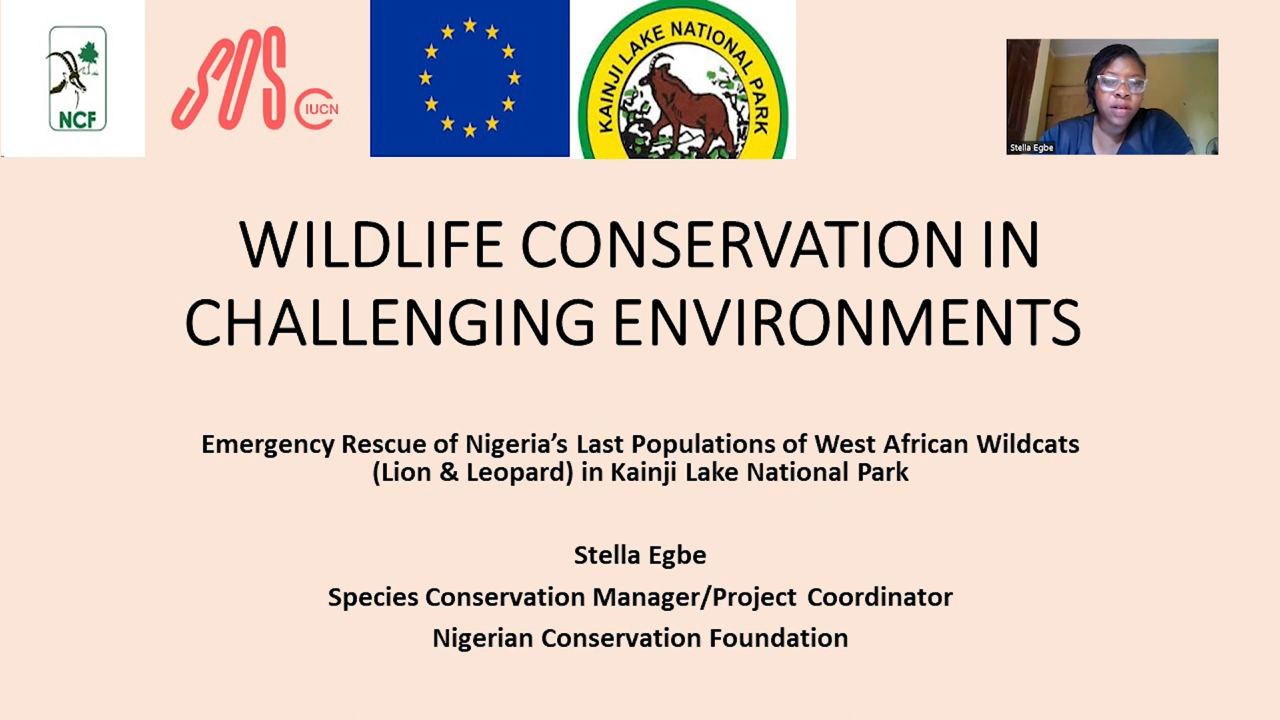 NCF
SOS
IUCN
KAINJI LAKE NATIONAL PARK
Stella Egbe
WILDLIFE CONSERVATION IN
CHALLENGING ENVIRONMENTS
Emergency Rescue of Nigeria’s Last Populations of West African Wildcats
(Lion & Leopard) in Kainji Lake National Park
Stella Egbe
Species Conservation Manager/Project Coordinator
Nigerian Conservation Foundation